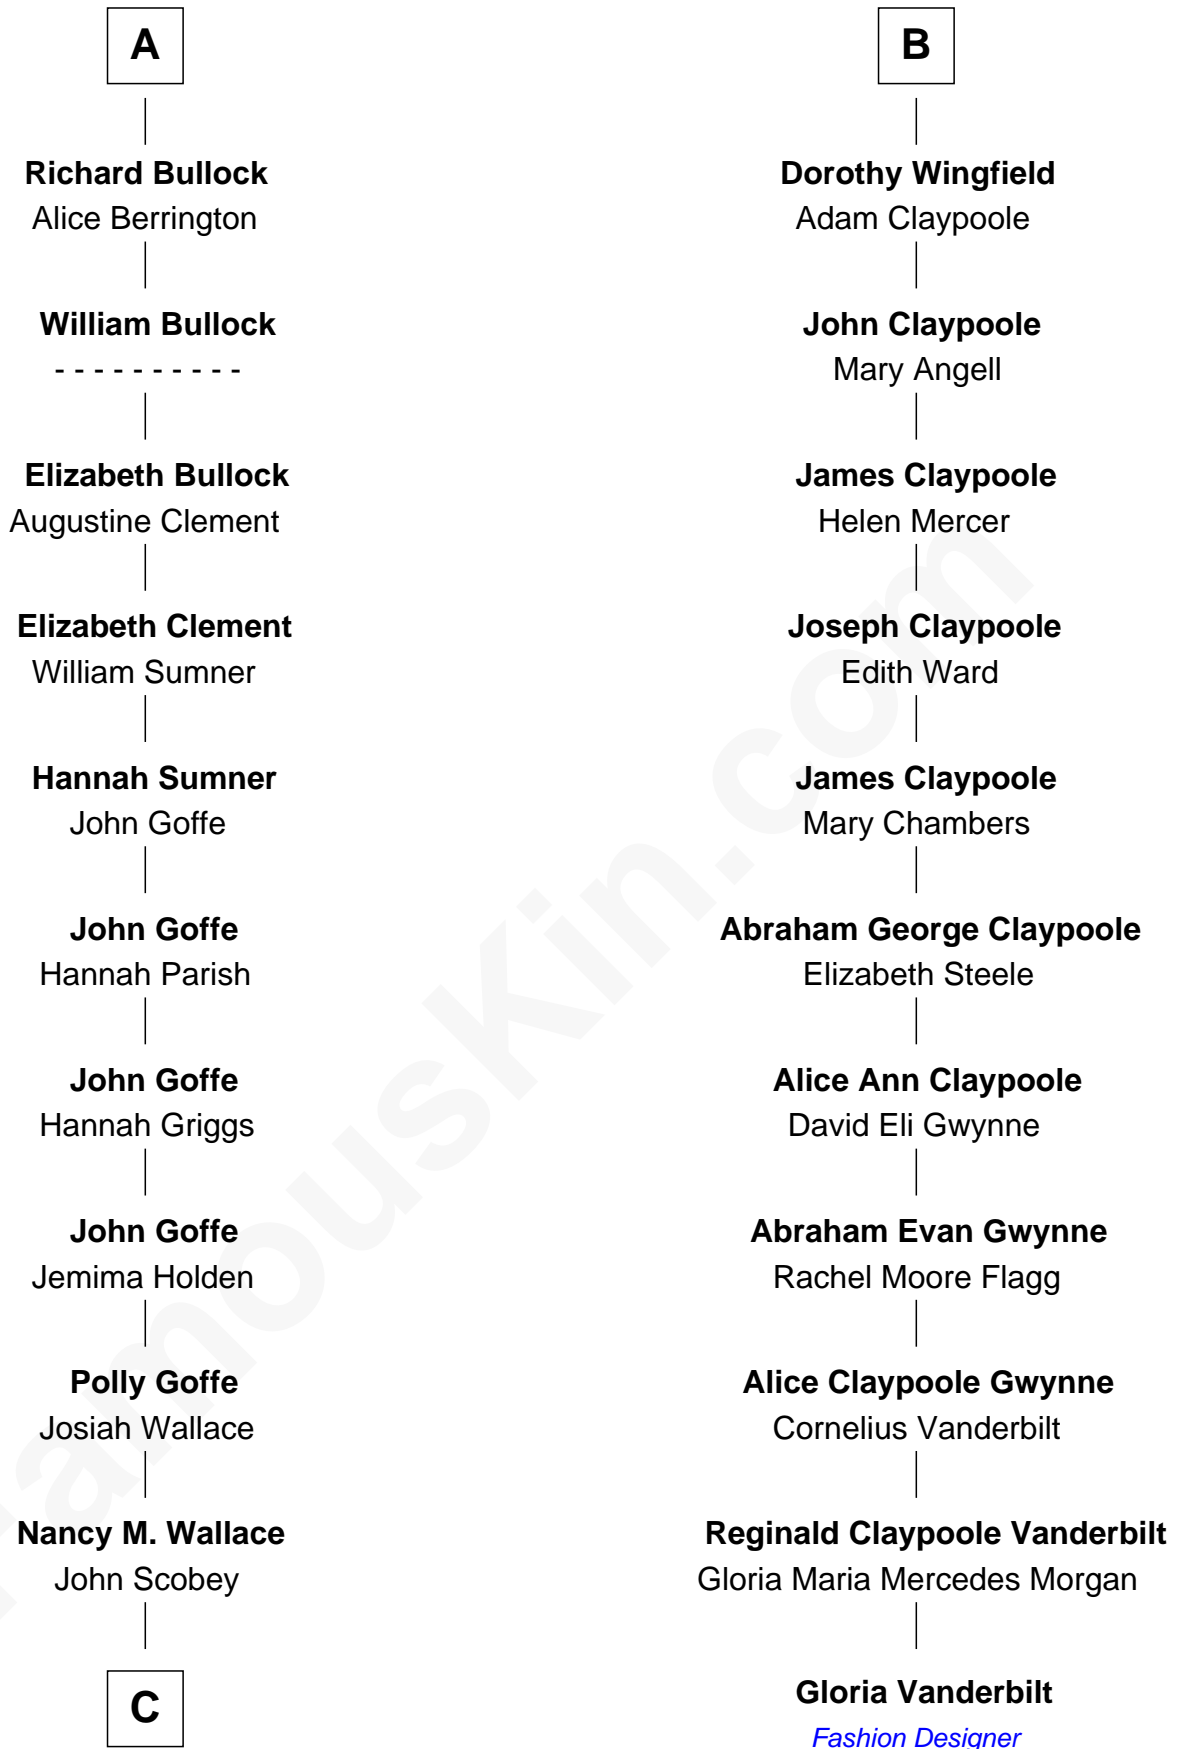 A
Richard Bullock
Alice Berrington
William Bullock
- - - - - - - - - -
Elizabeth Bullock
Augustine Clement
Elizabeth Clement
William Sumner
Hannah Sumner
John Goffe
John Goffe
Hannah Parish
John Goffe
Hannah Griggs
John Goffe
Jemima Holden
Polly Goffe
Josiah Wallace
Nancy M. Wallace
John Scobey
C
B
Dorothy Wingfield
Adam Claypoole
John Claypoole
Mary Angell
James Claypoole
Helen Mercer
Joseph Claypoole
Edith Ward
James Claypoole
Mary Chambers
Abraham George Claypoole
Elizabeth Steele
Alice Ann Claypoole
David Eli Gwynne
Abraham Evan Gwynne
Rachel Moore Flagg
Alice Claypoole Gwynne
Cornelius Vanderbilt
Reginald Claypoole Vanderbilt
Gloria Maria Mercedes Morgan
Gloria Vanderbilt
Fashion Designer
FamousKin.com